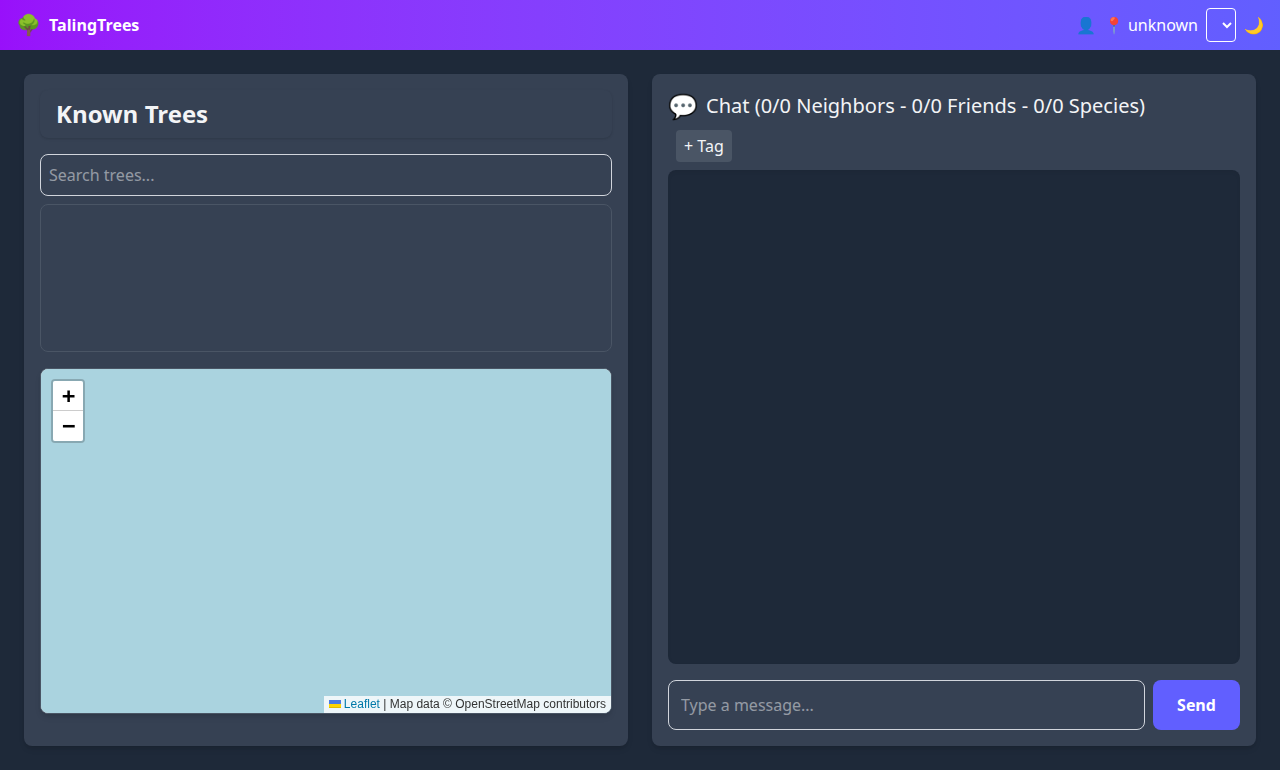 🌳 TalingTrees
👤 📍 unknown 🌙
Known Trees
Search trees...
+
−
Leaflet | Map data © OpenStreetMap contributors
💬 Chat (0/0 Neighbors - 0/0 Friends - 0/0 Species)
+ Tag
Type a message...
Send